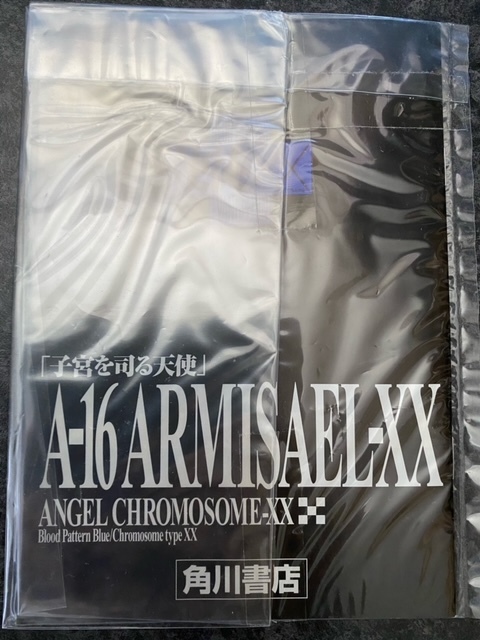 「子宮を司る天使」
A-16 ARMISAEL-XX
ANGEL CHROMOSOME-XX
Blood Pattern Blue/Chromosome type XX
角川書店